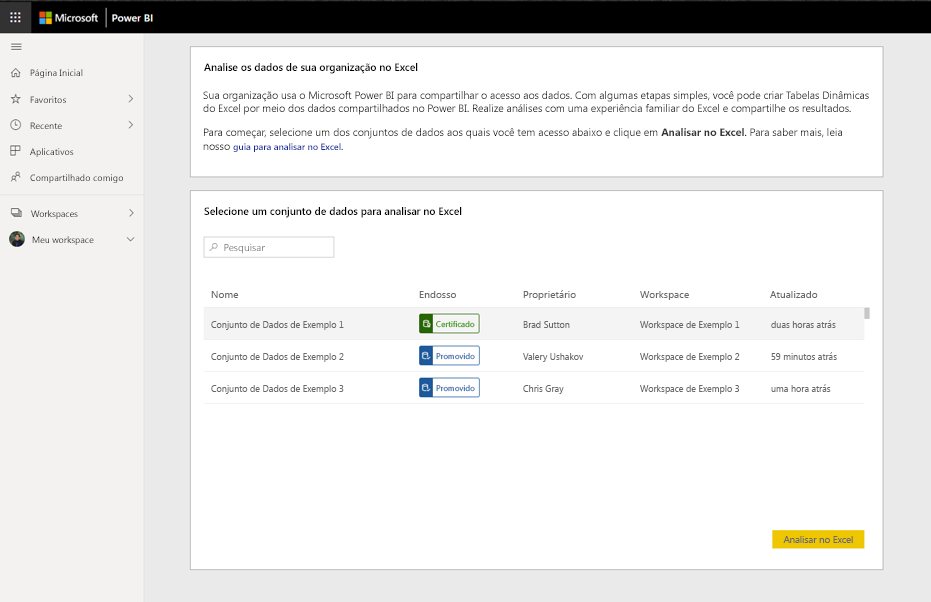 Microsoft Power BI
Página Inicial
Favoritos
Recente
Aplicativos
Compartilhado comigo
Workspaces
Meu workspace
Analise os dados de sua organização no Excel
Sua organização usa o Microsoft Power BI para compartilhar o acesso aos dados. Com algumas etapas simples, você pode criar Tabelas Dinâmicas
do Excel por meio dos dados compartilhados no Power BI. Realize análises com uma experiência familiar do Excel e compartilhe os resultados.
Para começar, selecione um dos conjuntos de dados aos quais você tem acesso abaixo e clique em Analisar no Excel. Para saber mais, leia
nosso guia para analisar no Excel.
Selecione um conjunto de dados para analisar no Excel
Pesquisar
Nome Endosso Proprietário Workspace Atualizado
Conjunto de Dados de Exemplo 1 Certificado Brad Sutton Workspace de Exemplo 1 duas horas atrás
Conjunto de Dados de Exemplo 2 Promovido Valery Ushakov Workspace de Exemplo 2 59 minutos atrás
Conjunto de Dados de Exemplo 3 Promovido Chris Gray Workspace de Exemplo 3 uma hora atrás
Analisar no Excel